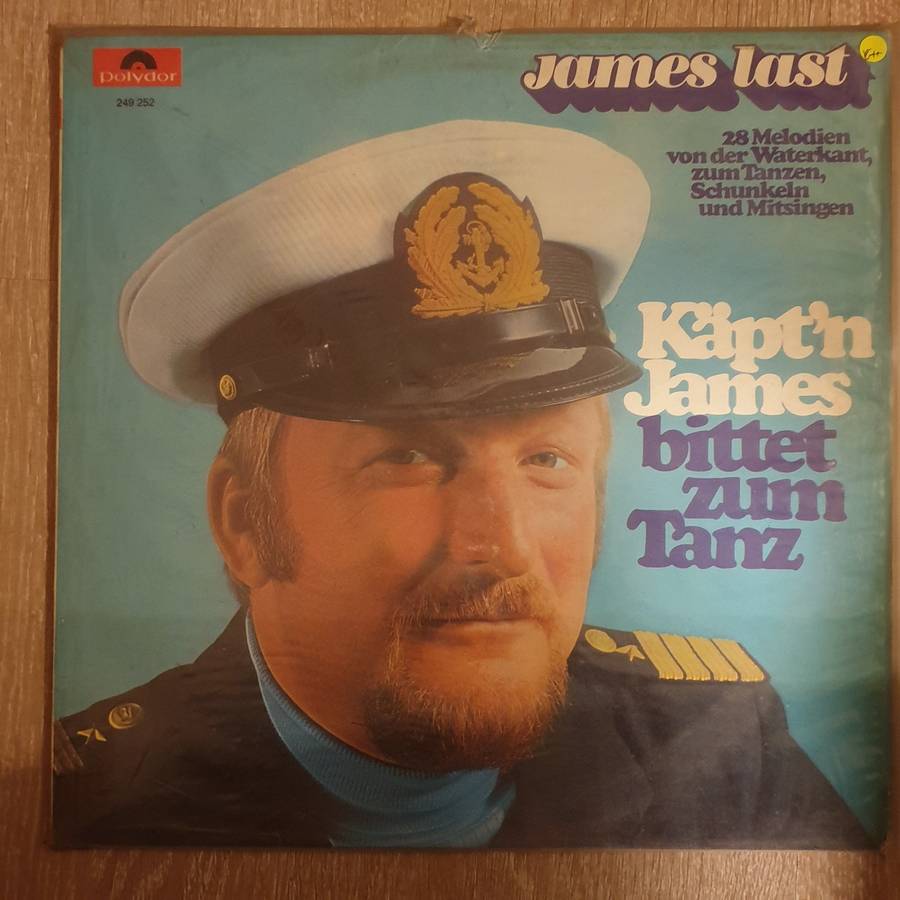 polydor
249 252
james last
28 Melodien
von der Waterkant,
zum Tanzen,
Schunkeln
und Mitsingen
Käpt'n
James
bittet
zum
Tanz